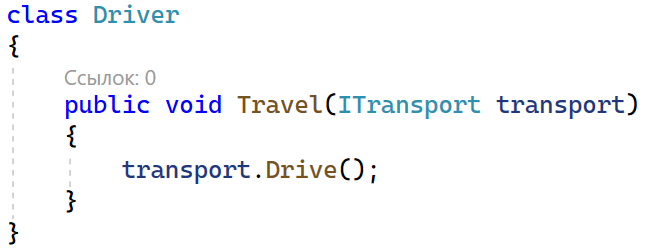 class Driver
{
Ссылок: 0
public void Travel(ITransport transport)
{
transport.Drive();
}
}